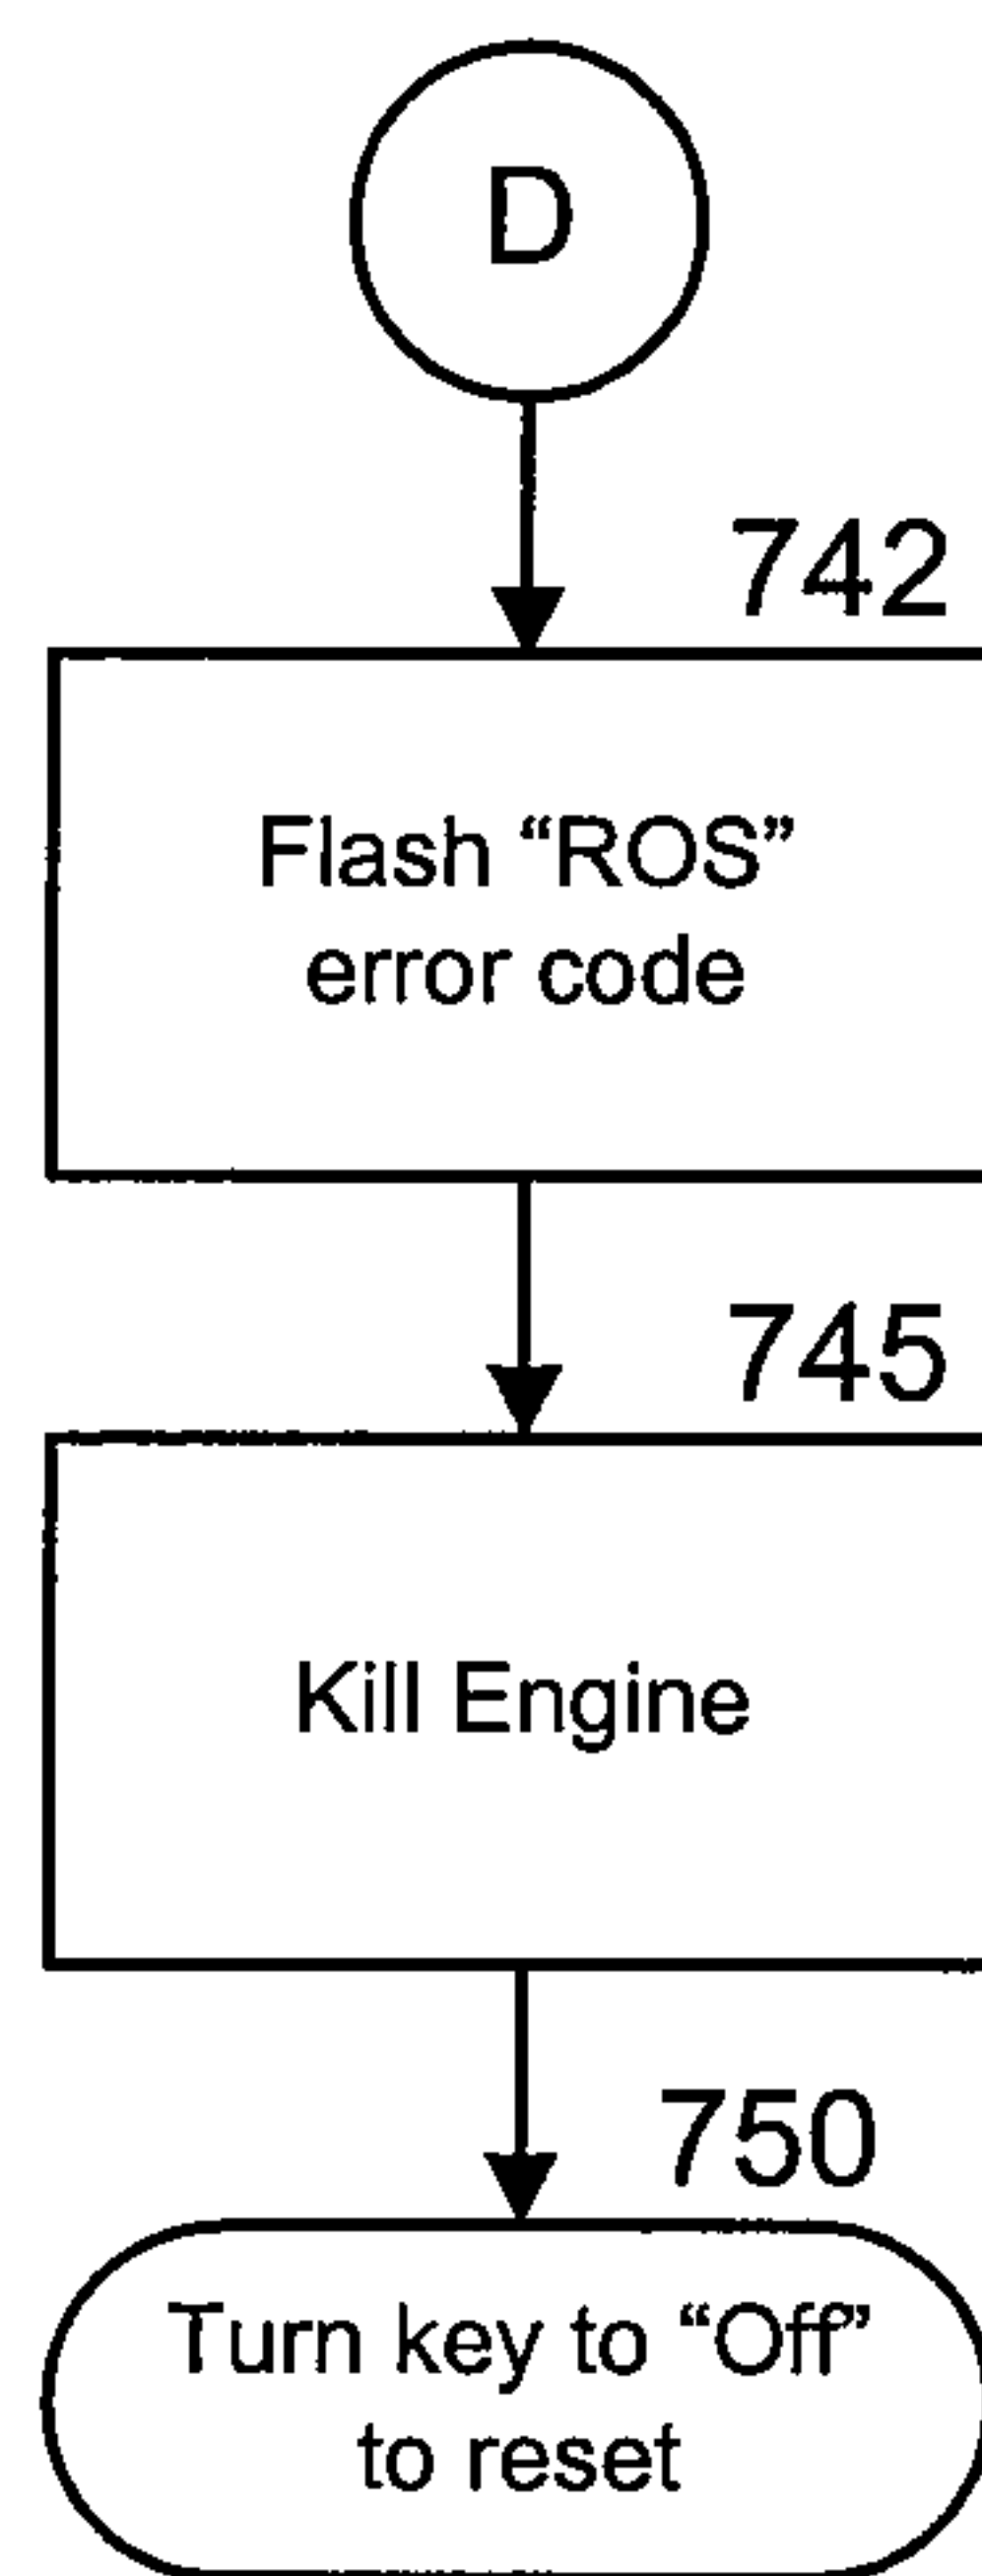 D
742
Flash “ROS”
error code
745
Kill Engine
750
Turn key to “Off”
to reset